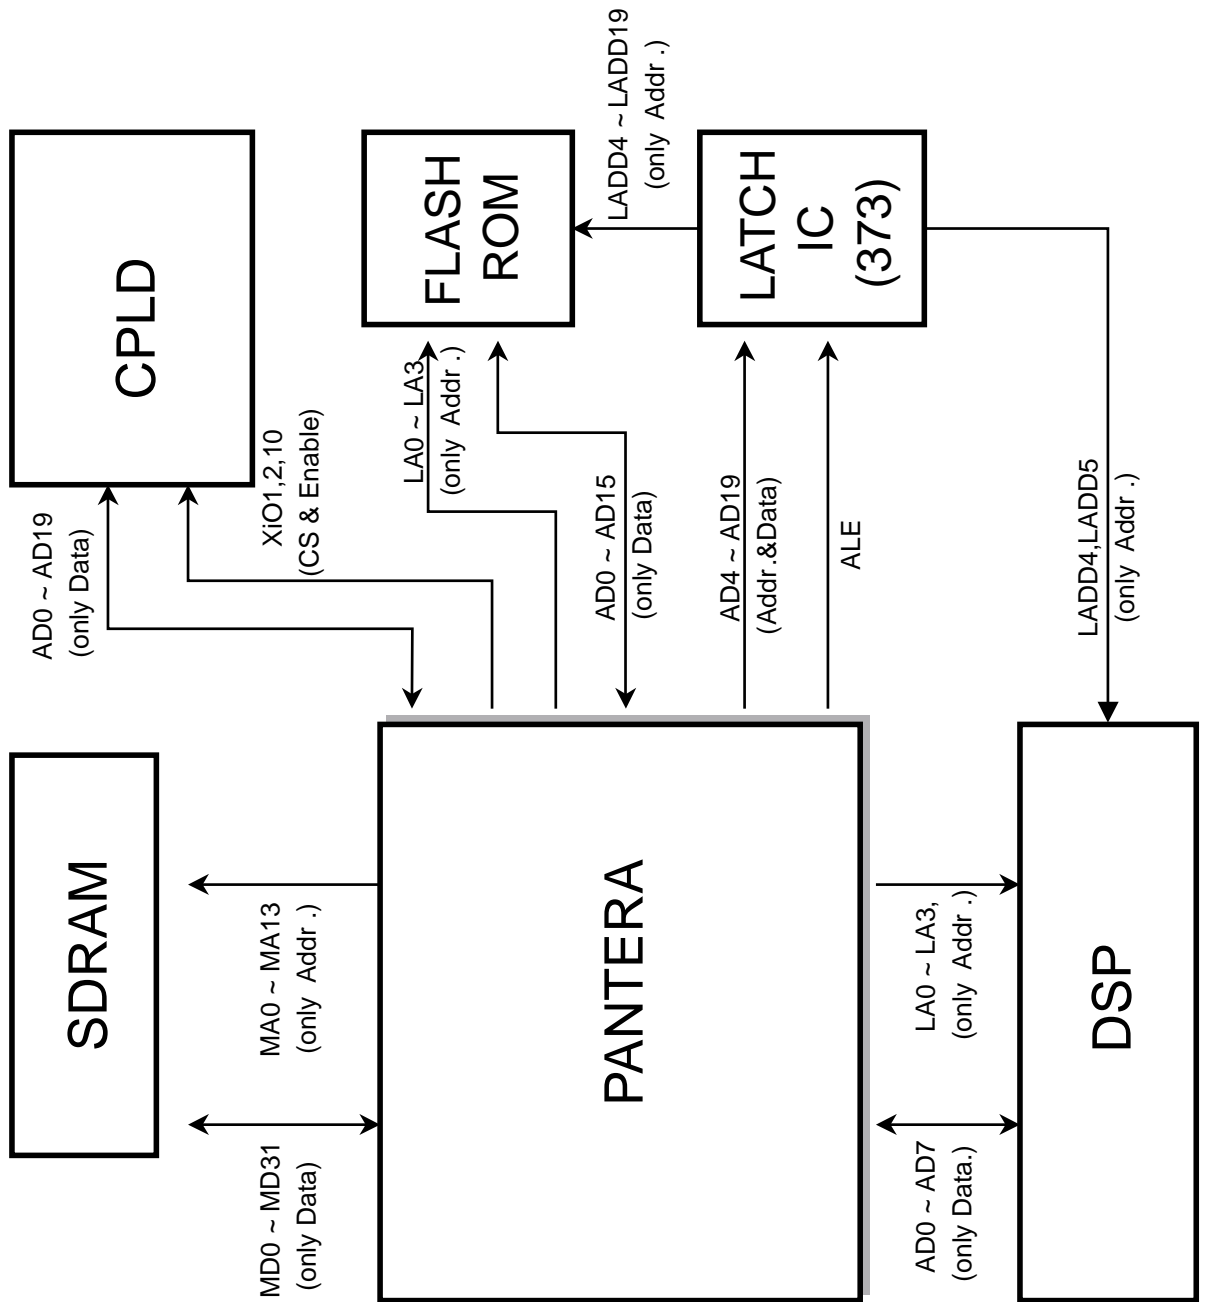 MD0 ~ MD31
(only Data)
MA0 ~ MA13
(only Addr .)
SDRAM
AD0 ~ AD19
(only Data)
XiO1,2,10
(CS & Enable)
CPLD
LA0 ~ LA3
(only Addr .)
FLASH
ROM
AD0 ~ AD15
(only Data)
LADD4 ~ LADD19
(only Addr .)
AD4 ~ AD19
(Addr .&Data)
LATCH
IC
(373)
ALE
PANTERA
AD0 ~ AD7
(only Data.)
LA0 ~ LA3,
(only Addr .)
LADD4,LADD5
(only Addr .)
DSP